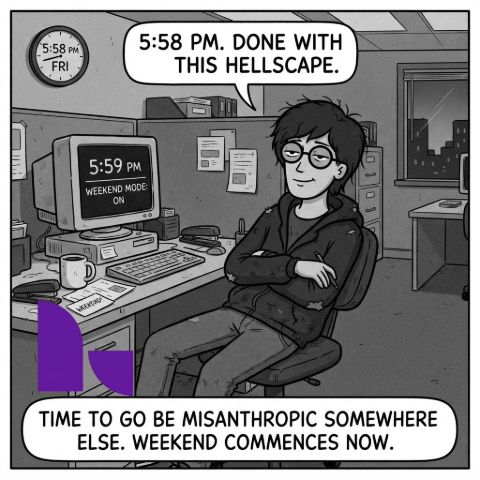 5:58 PM. DONE WITH
THIS HELLSCAPE.
5:58 PM
FRI
5:59 PM
WEEKEND MODE:
ON
WEEKEND!
TIME TO GO BE MISANTHROPIC SOMEWHERE
ELSE. WEEKEND COMMENCES NOW.